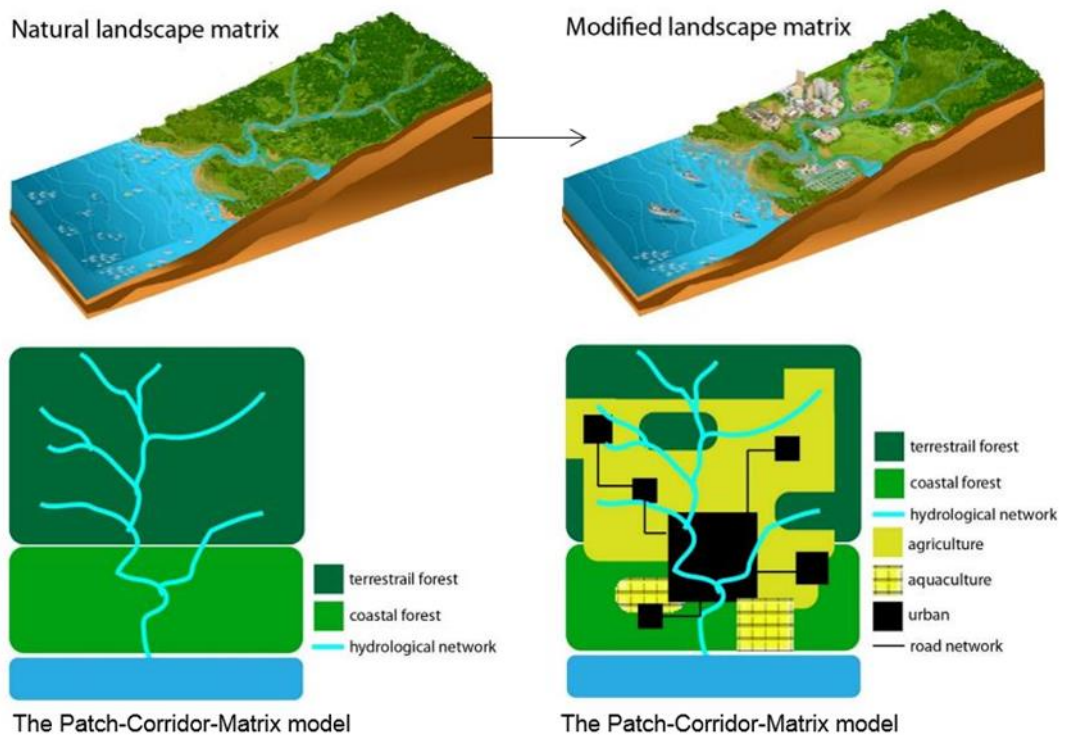 Natural landscape matrix
Modified landscape matrix
terrestrail forest
coastal forest
hydrological network
The Patch-Corridor-Matrix model
terrestrail forest
coastal forest
hydrological network
agriculture
aquaculture
urban
road network
The Patch-Corridor-Matrix model